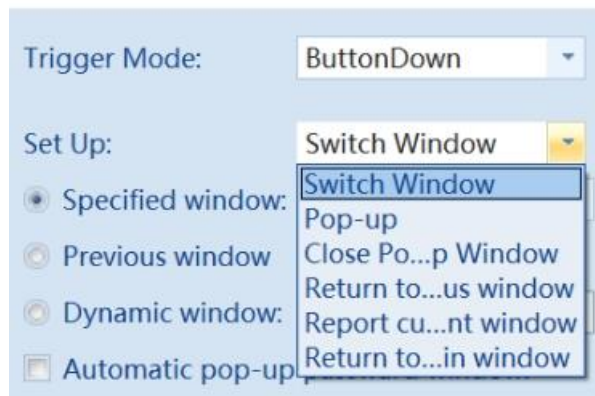 Trigger Mode: ButtonDown
Set Up: Switch Window
Switch Window
Specified window:
Pop-up
Previous window
Close Po...p Window
Return to...us window
Dynamic window:
Report cu...nt window
Return to...in window
Automatic pop-up